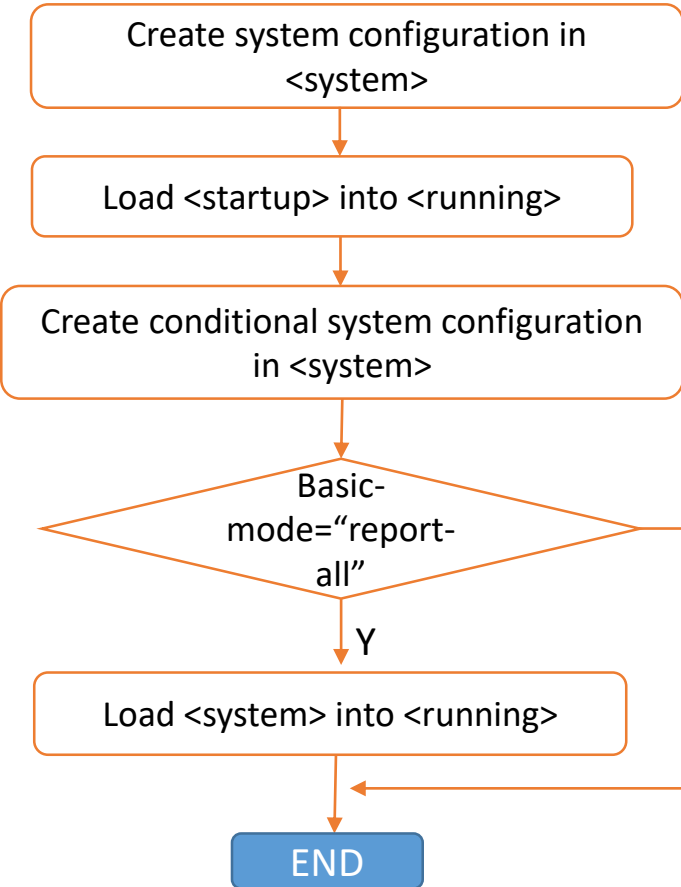 Create system configuration in
<system>
Load <startup> into <running>
Create conditional system configuration
in <system>
Basic-
mode=“report-
all”
Y
Load <system> into <running>
END